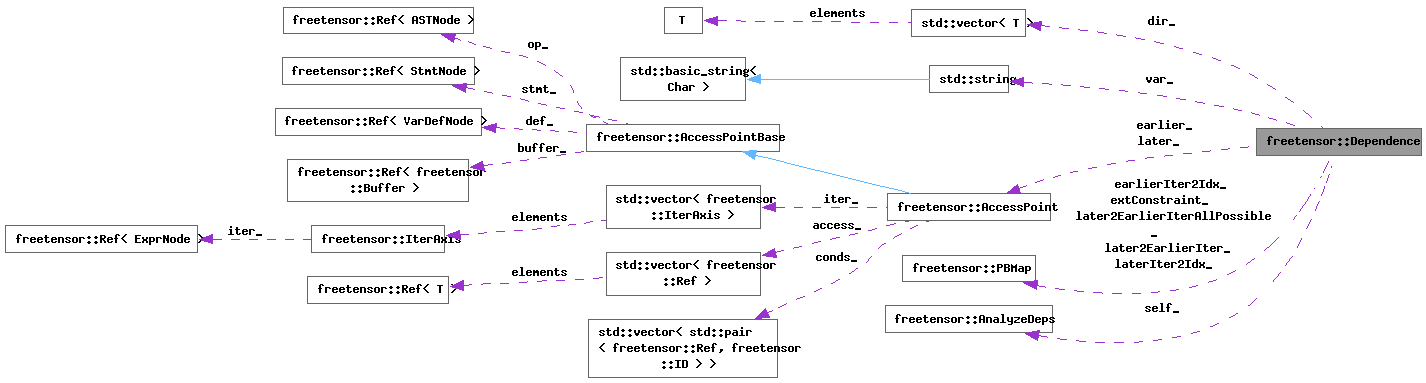 freetensor::Ref< ASTNode >
op_
freetensor::Ref< StmtNode >
stmt_
freetensor::Ref< VarDefNode >
def_
buffer_
freetensor::Ref< freetensor
::Buffer >
freetensor::AccessPointBase
T
elements
std::vector< T >
dir_
std::basic_string<
Char >
std::string
var_
earlier_
later_
freetensor::Dependence
freetensor::Ref< ExprNode >
iter_
freetensor::IterAxis
elements
std::vector< freetensor
::IterAxis >
iter_
freetensor::AccessPoint
freetensor::Ref< T >
elements
std::vector< freetensor
::Ref >
access_
conds_
std::vector< std::pair
< freetensor::Ref, freetensor
::ID > >
earlierIter2Idx_
extConstraint_
later2EarlierIterAllPossible
_
later2EarlierIter_
laterIter2Idx_
freetensor::PBMap
self_
freetensor::AnalyzeDeps